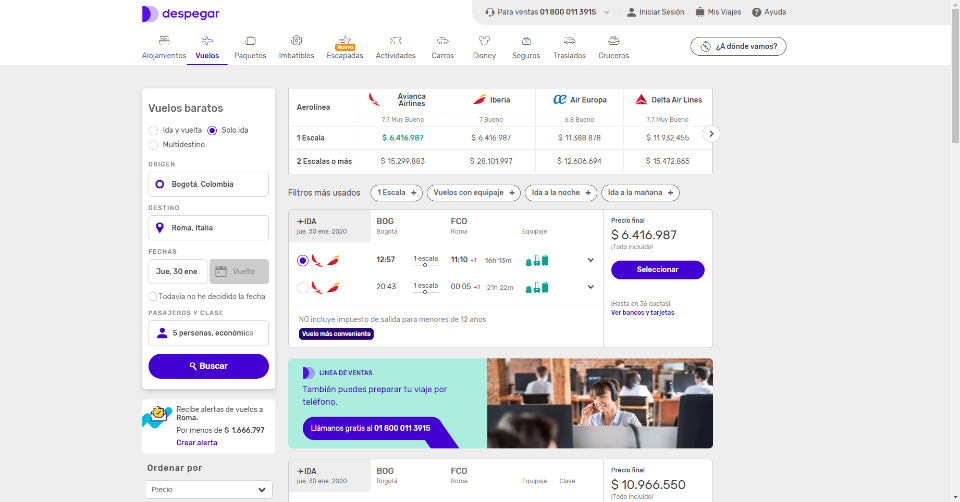 despegar
Para ventas 01 800 011 3915
Iniciar Sesión
Mis Viajes
Ayuda
Alojamientos
Vuelos
Paquetes
Imbatibles
Nuevo
Escapadas
Actividades
Carros
Disney
Seguros
Traslados
Cruceros
¿A dónde vamos?
Vuelos baratos
Ida y vuelta
Solo ida
Multidestino
ORIGEN
Bogotá, Colombia
DESTINO
Roma, Italia
FECHAS
Jue, 30 ene
Vuelta
Todavía no he decidido la fecha
PASAJEROS Y CLASE
5 personas, económica
Buscar
Recibe alertas de vuelos a
Roma.
Por menos de $ 1.666.797
Crear alerta
Ordenar por
Precio
Aerolínea
Avianca Airlines
Iberia
Air Europa
Delta Air Lines
7.7 Muy Bueno
7 Bueno
6.8 Bueno
7.7 Muy Bueno
1 Escala
$ 6.416.987
$ 6.416.987
$ 11.388.878
$ 11.932.455
2 Escalas o más
$ 15.299.883
$ 28.101.997
$ 12.606.694
$ 15.472.865
Filtros más usados
1 Escala +
Vuelos con equipaje +
Ida a la noche +
Ida a la mañana +
IDA
BOG
FCO
jue. 30 ene. 2020
Bogotá
Roma
Equipaje
12:57
1 escala
11:10 +1
16h 13m
20:43
1 escala
00:05 +2
21h 22m
NO incluye impuesto de salida para menores de 12 anos
Vuelo más conveniente
Precio final
$ 6.416.987
¡Todo incluido!
Seleccionar
¡Hasta en 36 cuotas!
Ver bancos y tarjetas
LINEA DE VENTAS
También puedes preparar tu viaje por
teléfono.
Llámanos gratis al 01 800 011 3915
IDA
BOG
FCO
jue. 30 ene. 2020
Bogotá
Roma
Equipaje
Clase
Precio final
$ 10.966.550
¡Todo incluido!